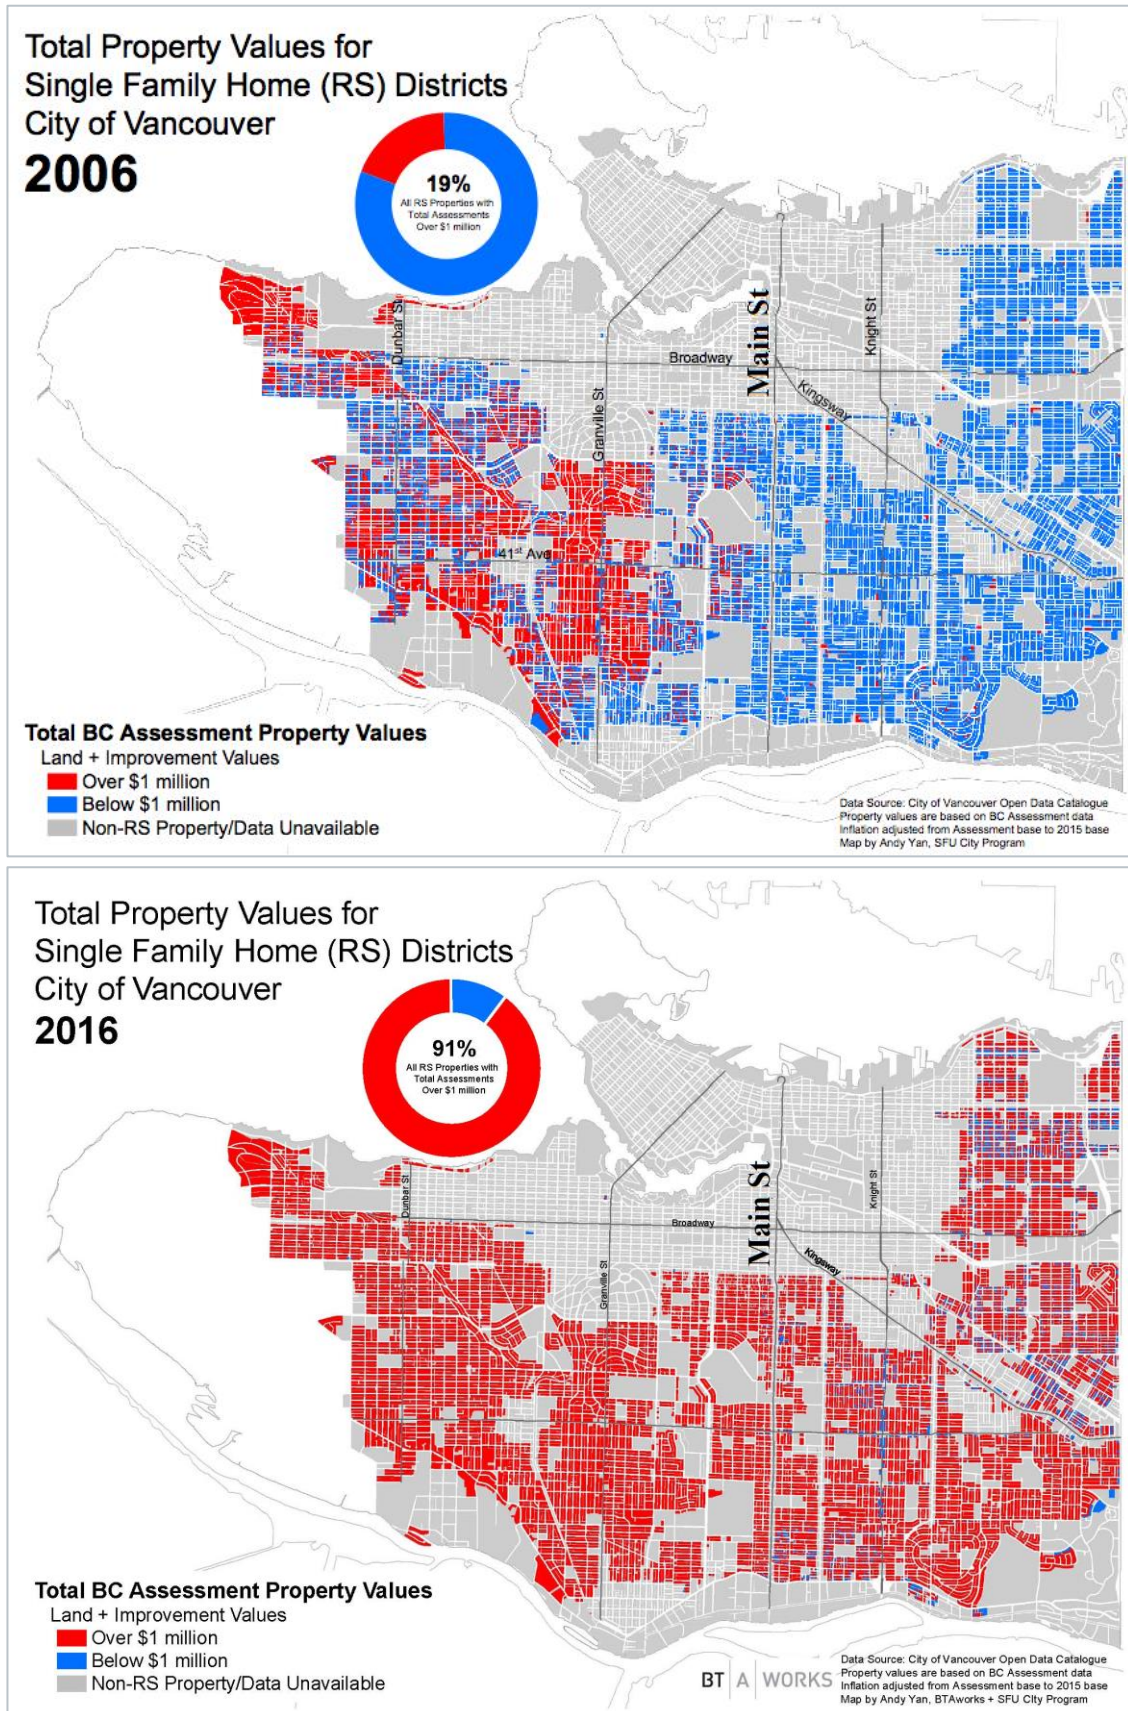 Total Property Values for
Single Family Home (RS) Districts
City of Vancouver
2006
19%
All RS Properties with
Total Assessments
Over $1 million
Dunbar St
Broadway
Main St
Knight St
Kingsway
Granville St
41st Ave
Total BC Assessment Property Values
Land + Improvement Values
Over $1 million
Below $1 million
Non-RS Property/Data Unavailable
Data Source: City of Vancouver Open Data Catalogue
Property values are based on BC Assessment data
Inflation adjusted from Assessment base to 2015 base
Map by Andy Yan, SFU City Program
Total Property Values for
Single Family Home (RS) Districts
City of Vancouver
2016
91%
All RS Properties with
Total Assessments
Over $1 million
Dunbar St
Broadway
Main St
Knight St
Kingsway
Granville St
Total BC Assessment Property Values
Land + Improvement Values
Over $1 million
Below $1 million
Non-RS Property/Data Unavailable
BT A WORKS
Data Source: City of Vancouver Open Data Catalogue
Property values are based on BC Assessment data
Inflation adjusted from Assessment base to 2015 base
Map by Andy Yan, BTAworks + SFU City Program